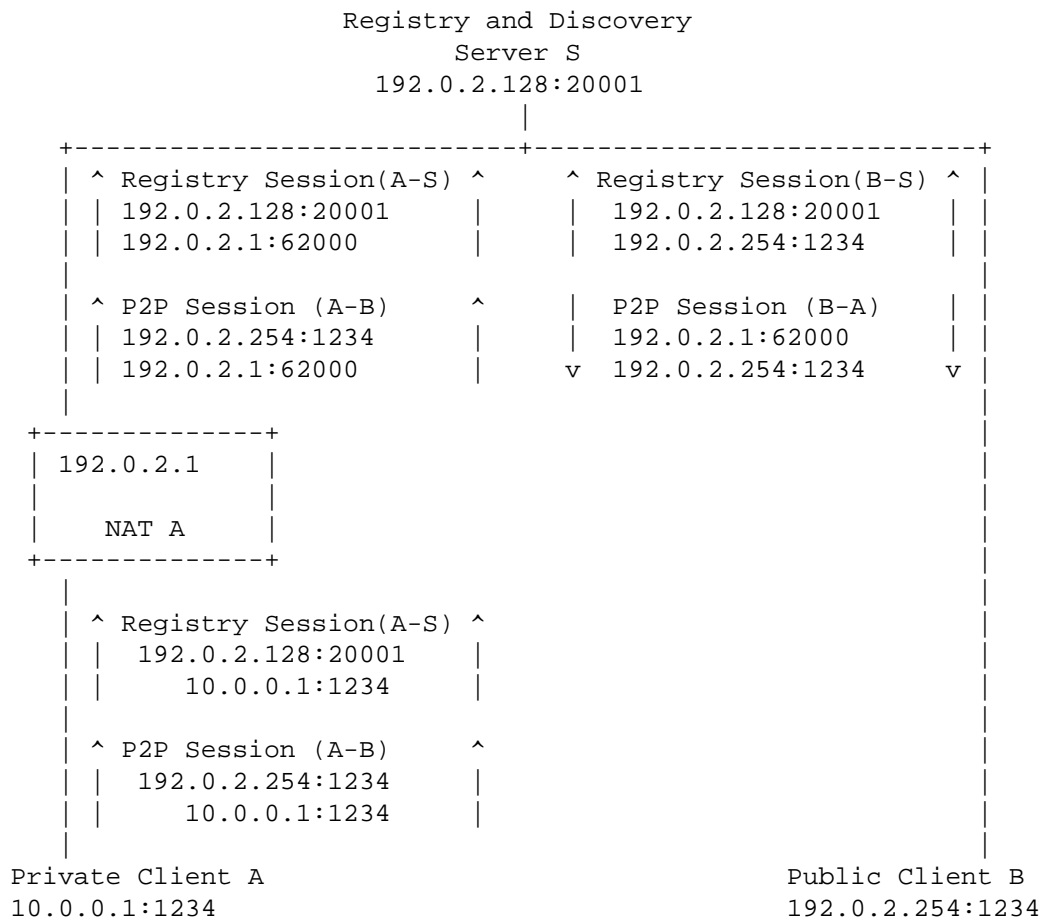 Registry and Discovery
Server S
192.0.2.128:20001
^ Registry Session(A-S) ^ ^ Registry Session(B-S) ^
192.0.2.128:20001 192.0.2.128:20001
192.0.2.1:62000 192.0.2.254:1234
^ P2P Session (A-B) ^ P2P Session (B-A)
192.0.2.254:1234 192.0.2.1:62000
192.0.2.1:62000 v 192.0.2.254:1234 v
192.0.2.1
NAT A
^ Registry Session(A-S) ^
192.0.2.128:20001
10.0.0.1:1234
^ P2P Session (A-B) ^
192.0.2.254:1234
10.0.0.1:1234
Private Client A Public Client B
10.0.0.1:1234 192.0.2.254:1234